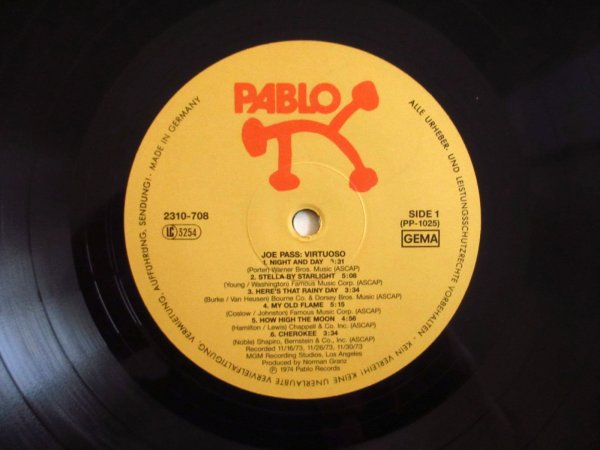 PABLO
2310-708
LC 3254
SIDE 1
(PP-1025)
GEMA
JOE PASS: VIRTUOSO
1. NIGHT AND DAY 3:31
(Porter) Warner Bros. Music (ASCAP)
2. STELLA BY STARLIGHT 5:08
(Young / Washington) Famous Music Corp. (ASCAP)
3. HERE'S THAT RAINY DAY 3:34
(Burke / Van Heusen) Bourne Co. & Dorsey Bros. Music (ASCAP)
4. MY OLD FLAME 5:15
(Coslow / Johnston) Famous Music Corp. (ASCAP)
5. HOW HIGH THE MOON 4:56
(Hamilton / Lewis) Chappell & Co. Inc. (ASCAP)
6. CHEROKEE 3:34
(Noble) Shapiro, Bernstein & Co., Inc. (ASCAP)
Recorded 11/16/73, 11/26/73, 11/30/73
MGM Recording Studios, Los Angeles
Produced by Norman Granz
℗ 1974 Pablo Records
ALLE URHEBER- UND LEISTUNGSSCHUTZRECHTE VORBEHALTEN - KEIN VERLEIH! KEINE UNERLAUBTE VERVIELFÄLTIGUNG, VERMIETUNG, AUFFÜHRUNG, SENDUNG! - MADE IN GERMANY